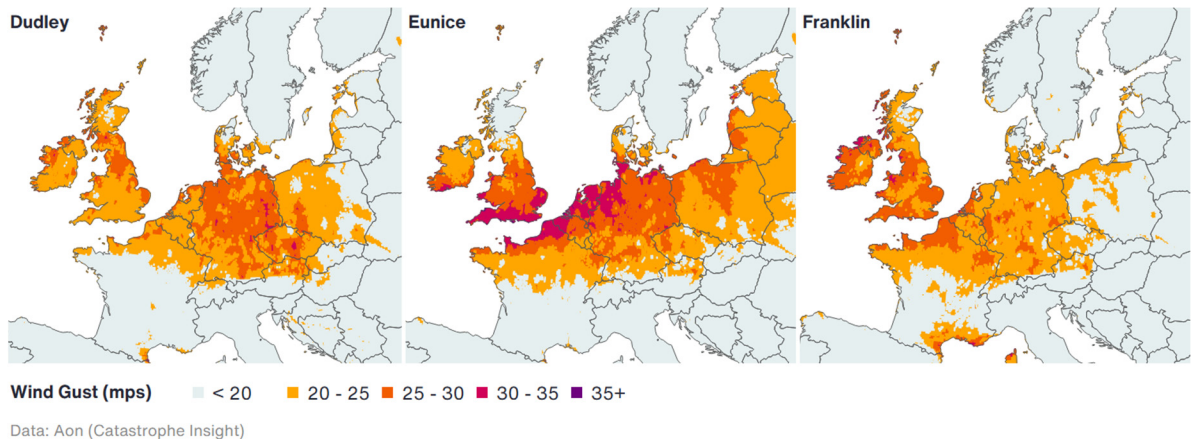 Dudley
Eunice
Franklin
Wind Gust (mps) < 20 20 - 25 25 - 30 30 - 35 35+
Data: Aon (Catastrophe Insight)